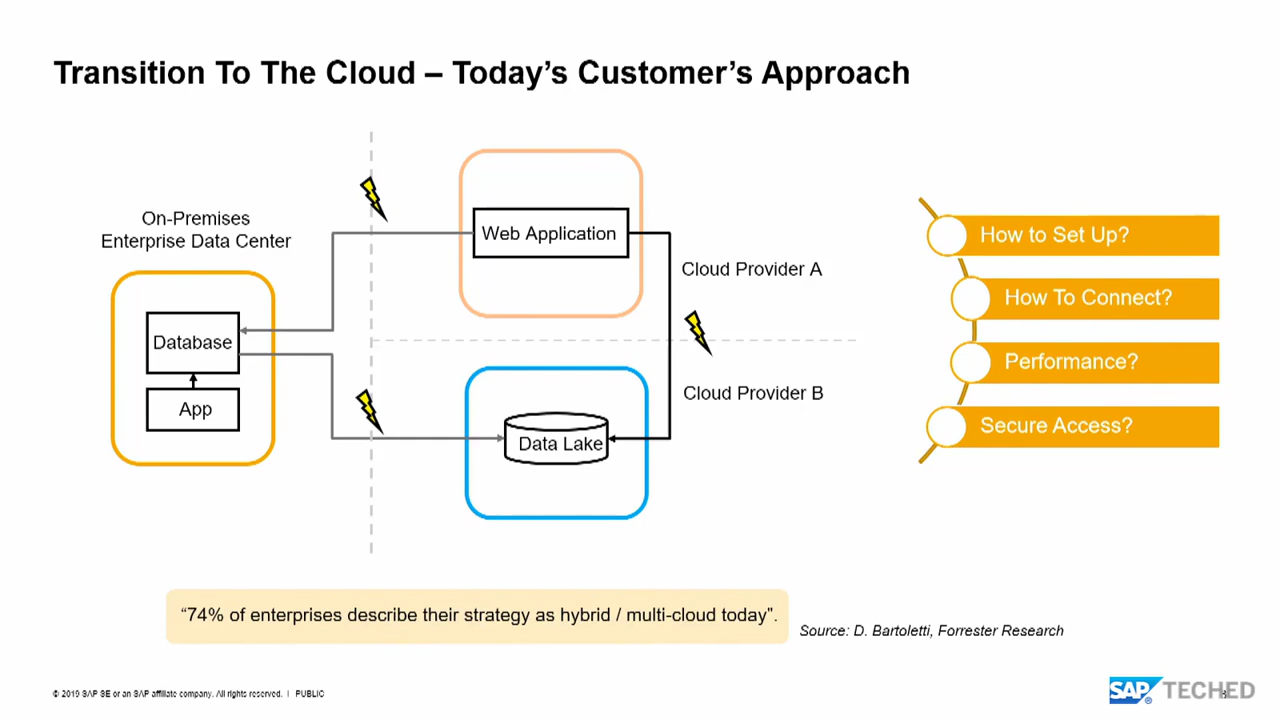 Transition To The Cloud – Today’s Customer’s Approach
On-Premises
Enterprise Data Center
Database
App
Web Application
Cloud Provider A
Cloud Provider B
Data Lake
How to Set Up?
How To Connect?
Performance?
Secure Access?
“74% of enterprises describe their strategy as hybrid / multi-cloud today”.
Source: D. Bartoletti, Forrester Research
© 2019 SAP SE or an SAP affiliate company. All rights reserved. | PUBLIC
SAP TECHED